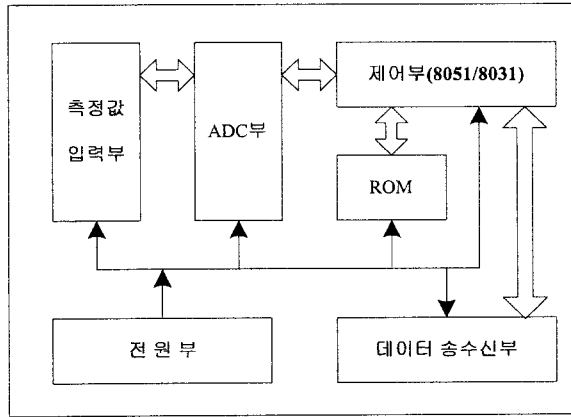 측정값
입력부
ADC부
제어부(8051/8031)
ROM
전 원 부
데이터 송수신부